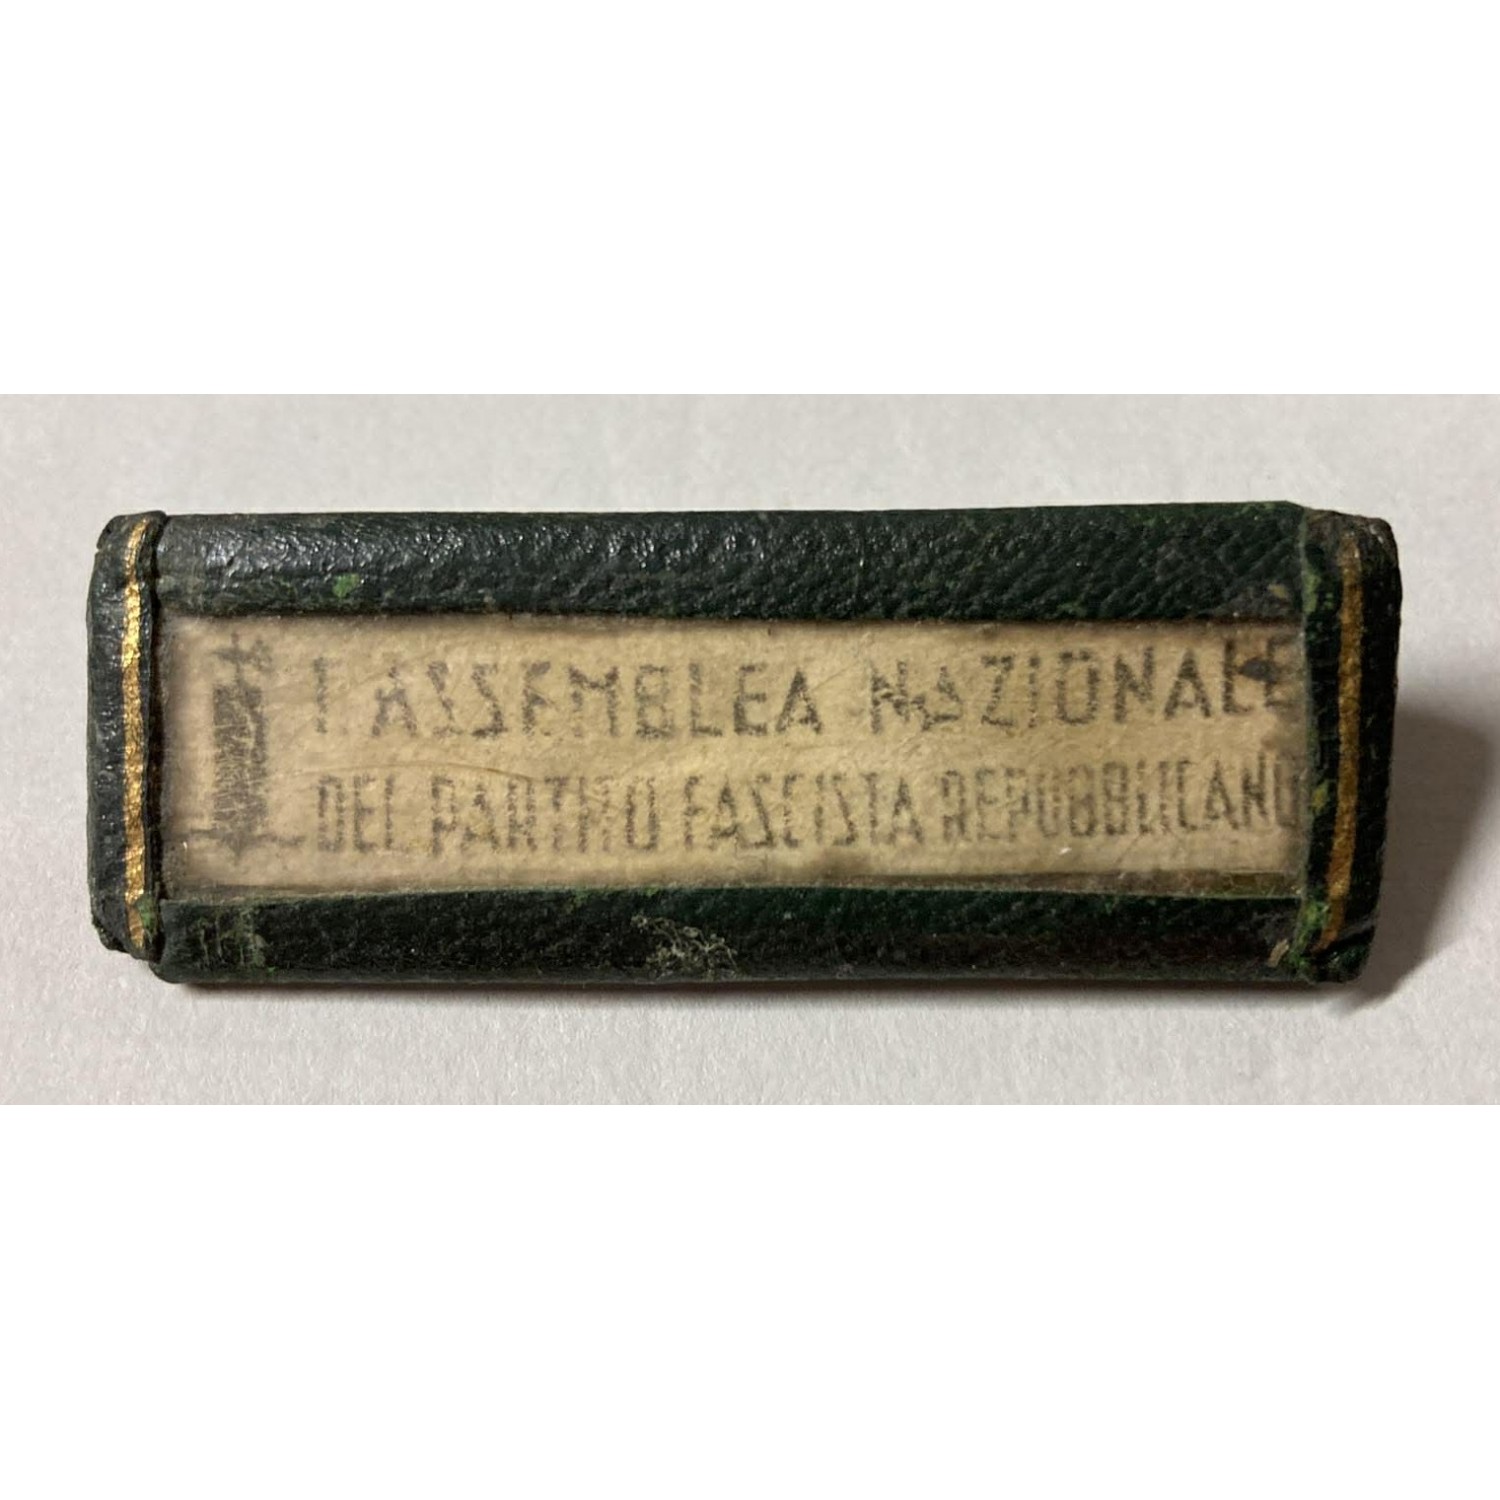 I. ASSEMBLEA NAZIONALE
DEL PARTITO FASCISTA REPUBBLICANO